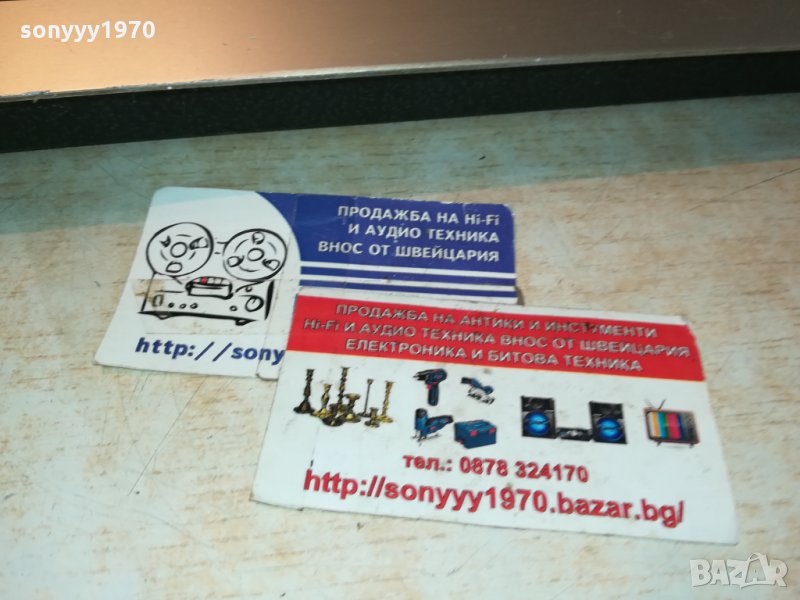 sonyyy1970
ПРОДАЖБА НА Hi-Fi
И АУДИО ТЕХНИКА
ВНОС ОТ ШВЕЙЦАРИЯ
http://sony
ПРОДАЖБА НА АНТИКИ И ИНСТРУМЕНТИ
Hi-Fi И АУДИО ТЕХНИКА ВНОС ОТ ШВЕЙЦАРИЯ
ЕЛЕКТРОНИКА И БИТОВА ТЕХНИКА
тел.: 0878 324170
http://sonyyy1970.bazar.bg/
BAZAR